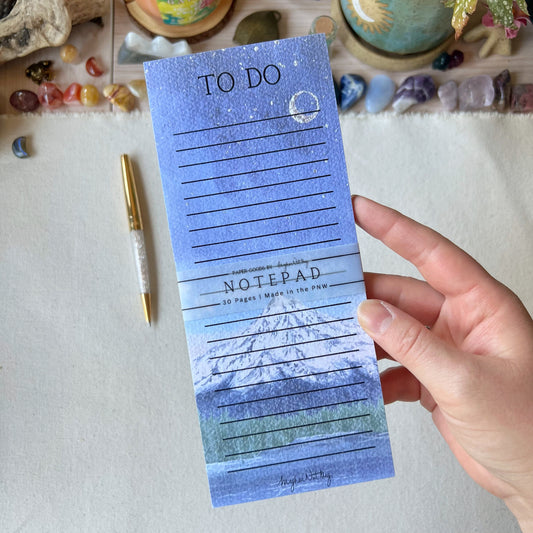 TO DO
PAPER GOODS BY
NOTEPAD
30 Pages | Made in the PNW